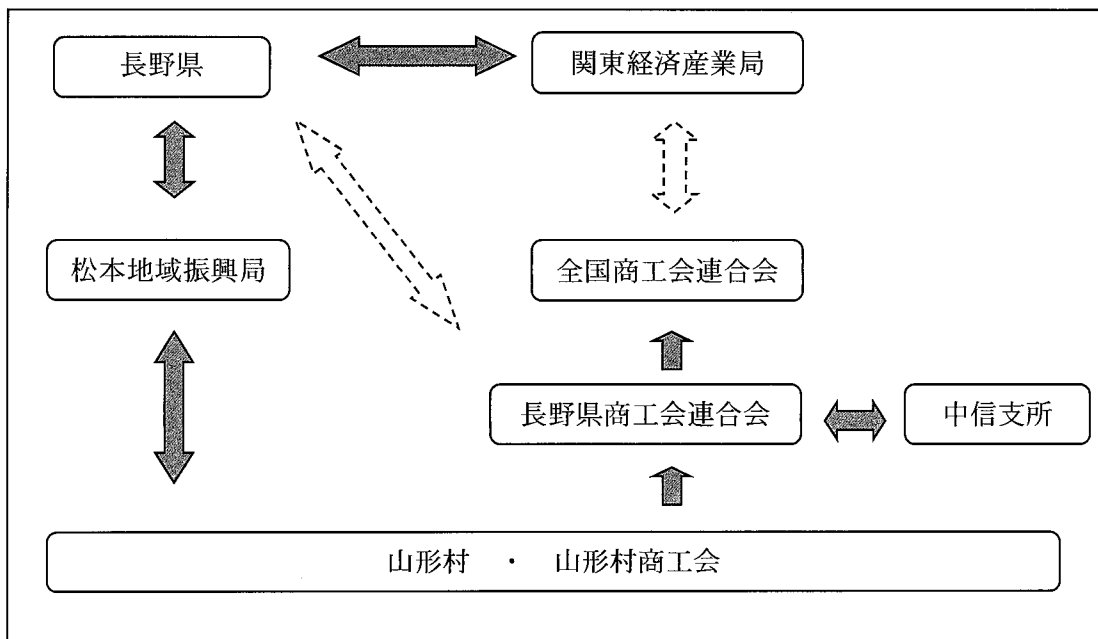 長野県
関東経済産業局
松本地域振興局
全国商工会連合会
長野県商工会連合会
中信支所
山形村 ・ 山形村商工会